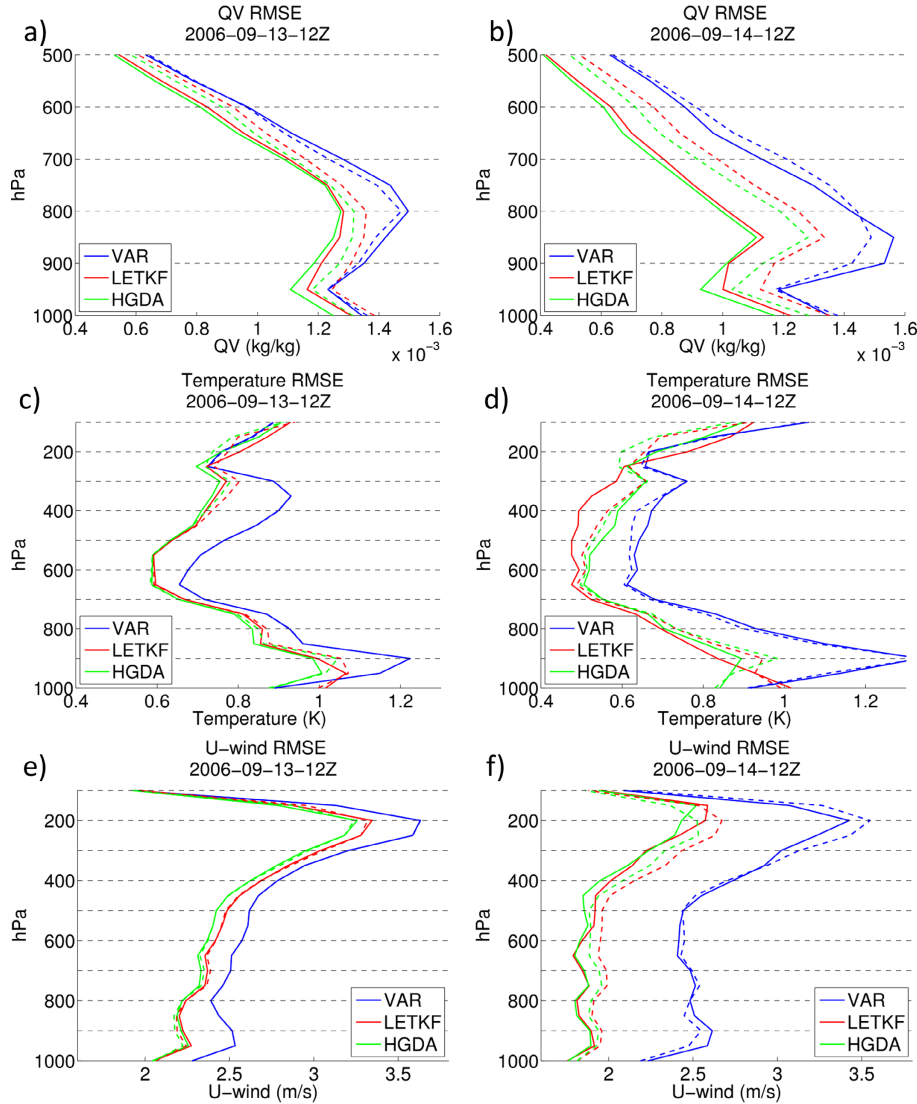 a)
QV RMSE
2006−09−13−12Z
500
600
700
800
900
1000
hPa
VAR
LETKF
HGDA
0.4 0.6 0.8 1 1.2 1.4 1.6
QV (kg/kg)
x 10⁻³
b)
QV RMSE
2006−09−14−12Z
500
600
700
800
900
1000
hPa
VAR
LETKF
HGDA
0.4 0.6 0.8 1 1.2 1.4 1.6
QV (kg/kg)
x 10⁻³
c)
Temperature RMSE
2006−09−13−12Z
200
400
600
800
1000
hPa
VAR
LETKF
HGDA
0.4 0.6 0.8 1 1.2
Temperature (K)
d)
Temperature RMSE
2006−09−14−12Z
200
400
600
800
1000
hPa
VAR
LETKF
HGDA
0.4 0.6 0.8 1 1.2
Temperature (K)
e)
U−wind RMSE
2006−09−13−12Z
200
400
600
800
1000
hPa
VAR
LETKF
HGDA
2 2.5 3 3.5
U−wind (m/s)
f)
U−wind RMSE
2006−09−14−12Z
200
400
600
800
1000
hPa
VAR
LETKF
HGDA
2 2.5 3 3.5
U−wind (m/s)